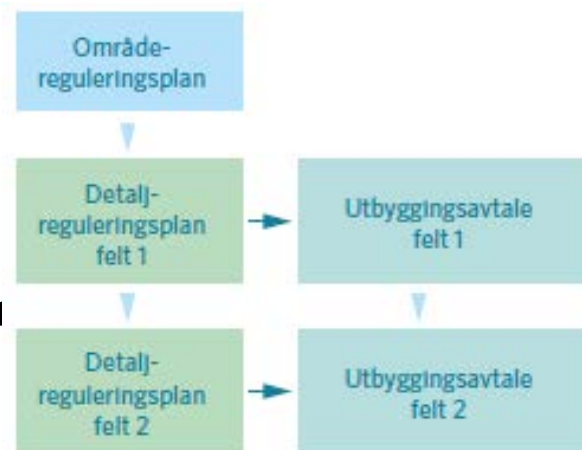 Område-
reguleringsplan
Detalj-
reguleringsplan
felt 1
Utbyggingsavtale
felt 1
Detalj-
reguleringsplan
felt 2
Utbyggingsavtale
felt 2